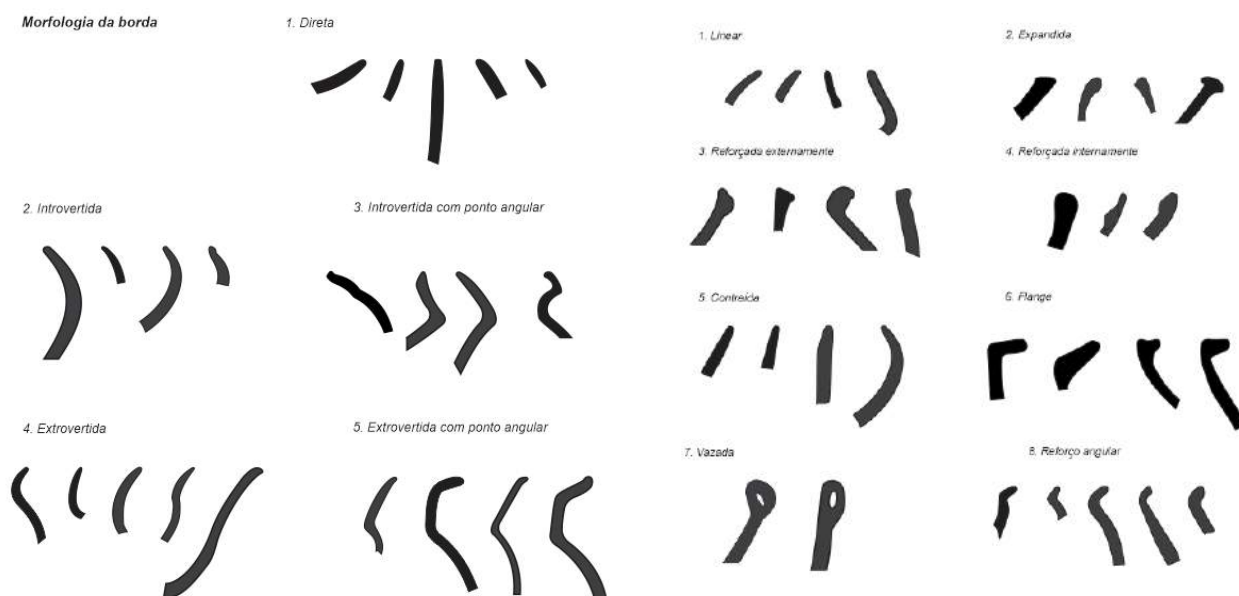 Morfologia da borda
1. Direta
2. Introvertida
3. Introvertida com ponto angular
4. Extrovertida
5. Extrovertida com ponto angular
1. Linear
2. Expandida
3. Reforçada externamente
4. Reforçada internamente
5. Contraída
6. Flange
7. Vazada
8. Reforço angular